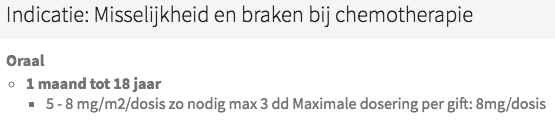 Indicatie: Misselijkheid en braken bij chemotherapie
Oraal
1 maand tot 18 jaar
5 - 8 mg/m2/dosis zo nodig max 3 dd Maximale dosering per gift: 8mg/dosis